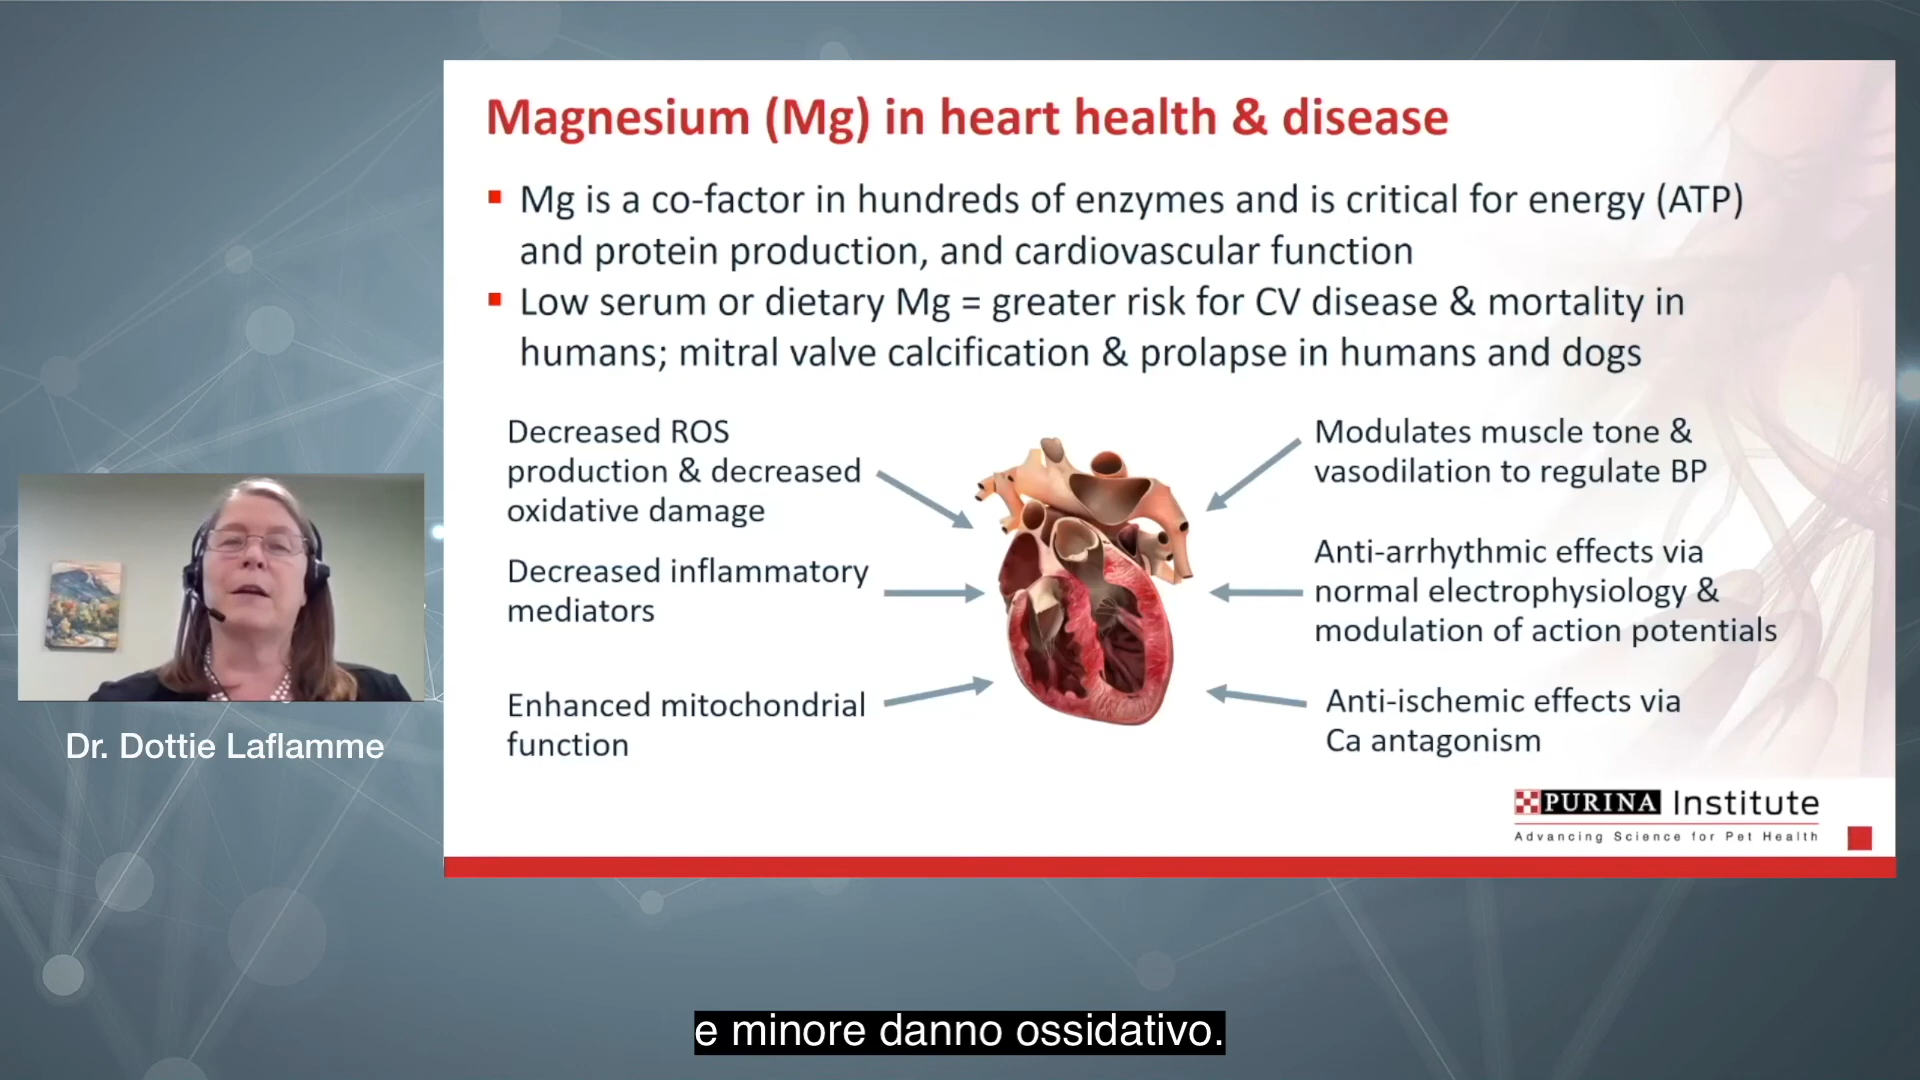 Magnesium (Mg) in heart health & disease
Mg is a co-factor in hundreds of enzymes and is critical for energy (ATP)
and protein production, and cardiovascular function
Low serum or dietary Mg = greater risk for CV disease & mortality in
humans; mitral valve calcification & prolapse in humans and dogs
Decreased ROS
production & decreased
oxidative damage
Decreased inflammatory
mediators
Enhanced mitochondrial
function
Modulates muscle tone &
vasodilation to regulate BP
Anti-arrhythmic effects via
normal electrophysiology &
modulation of action potentials
Anti-ischemic effects via
Ca antagonism
PURINA Institute
Advancing Science for Pet Health
Dr. Dottie Laflamme
e minore danno ossidativo.